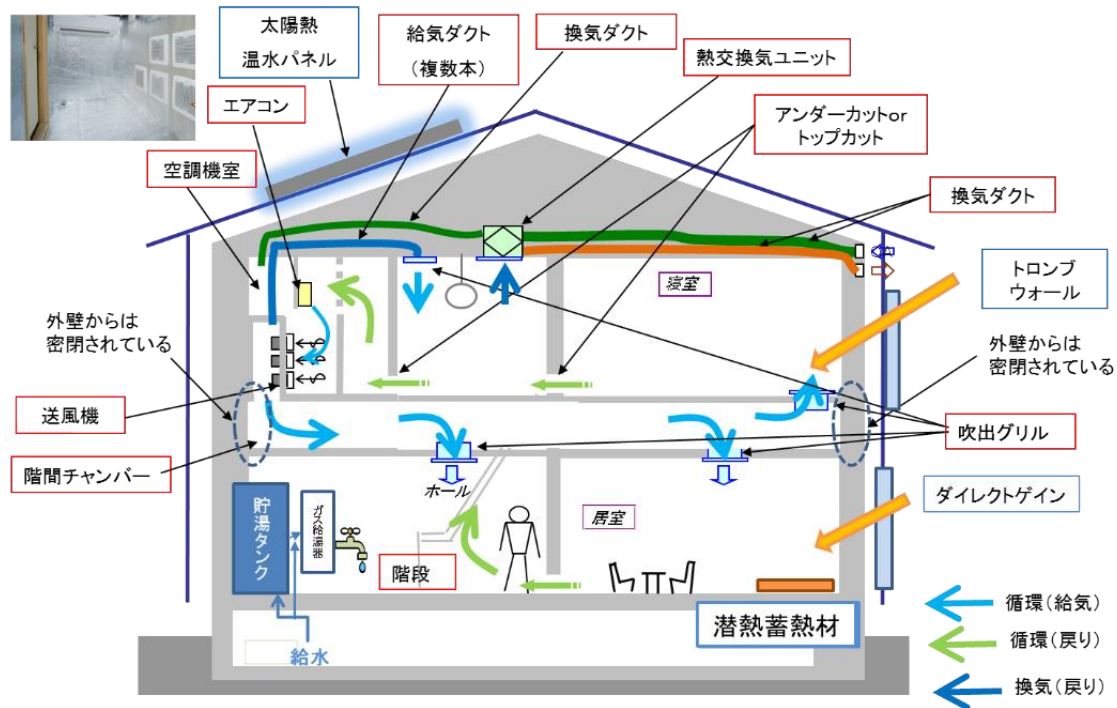 太陽熱
温水パネル
給気ダクト
（複数本）
換気ダクト
熱交換気ユニット
エアコン
アンダーカットor
トップカット
空調機室
換気ダクト
トロンブ
ウォール
寝室
外壁からは
密閉されている
外壁からは
密閉されている
送風機
吹出グリル
階間チャンバー
ホール
ダイレクトゲイン
貯湯タンク
ガス給湯器
居室
階段
潜熱蓄熱材
給水
循環（給気）
循環（戻り）
換気（戻り）